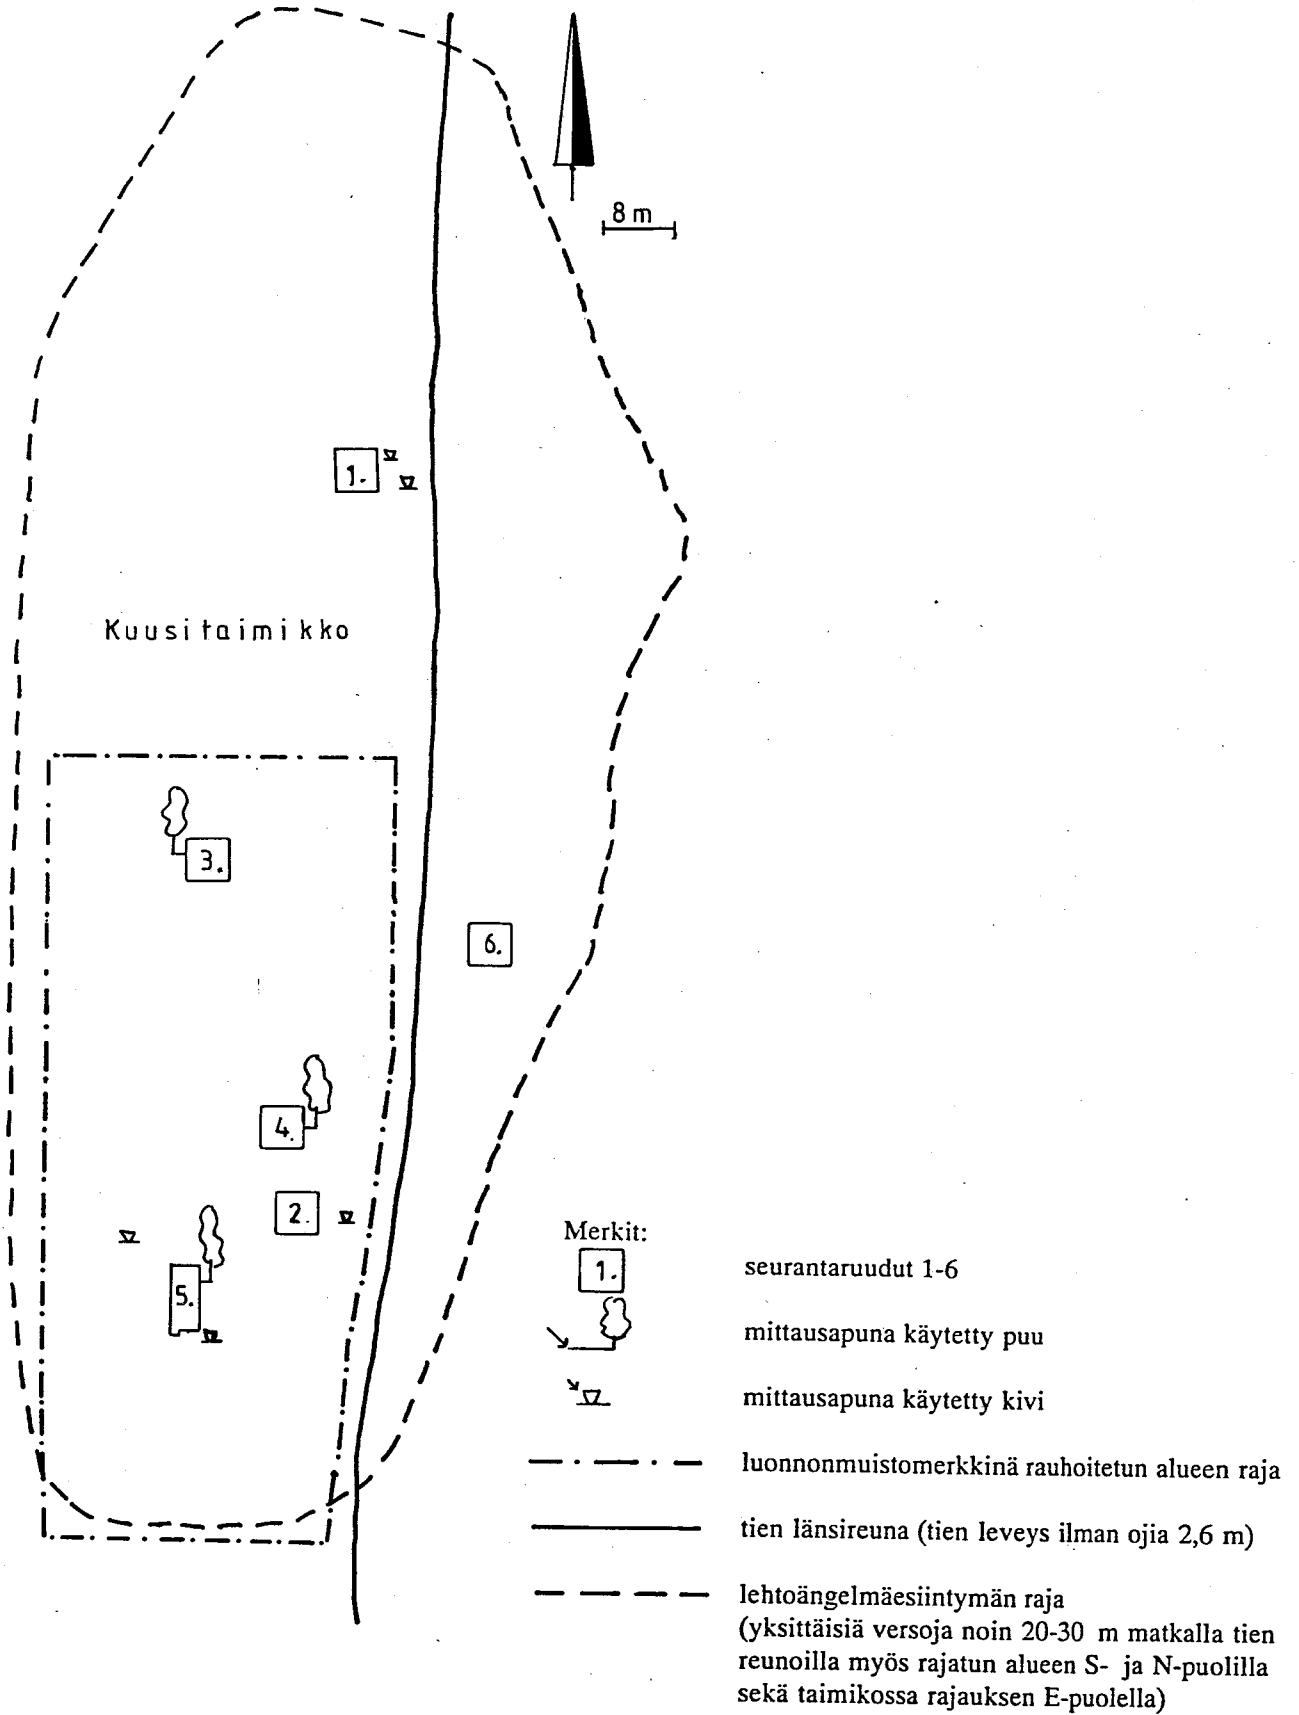 8 m
1.
Kuusitaimikko
3.
6.
4.
2.
5.
Merkit:
1.
seurantaruudut 1-6
mittausapuna käytetty puu
mittausapuna käytetty kivi
luonnonmuistomerkkinä rauhoitetun alueen raja
tien länsireuna (tien leveys ilman ojia 2,6 m)
lehtoängelmäesiintymän raja
(yksittäisiä versoja noin 20-30 m matkalla tien
reunoilla myös rajatun alueen S- ja N-puolilla
sekä taimikossa rajauksen E-puolella)